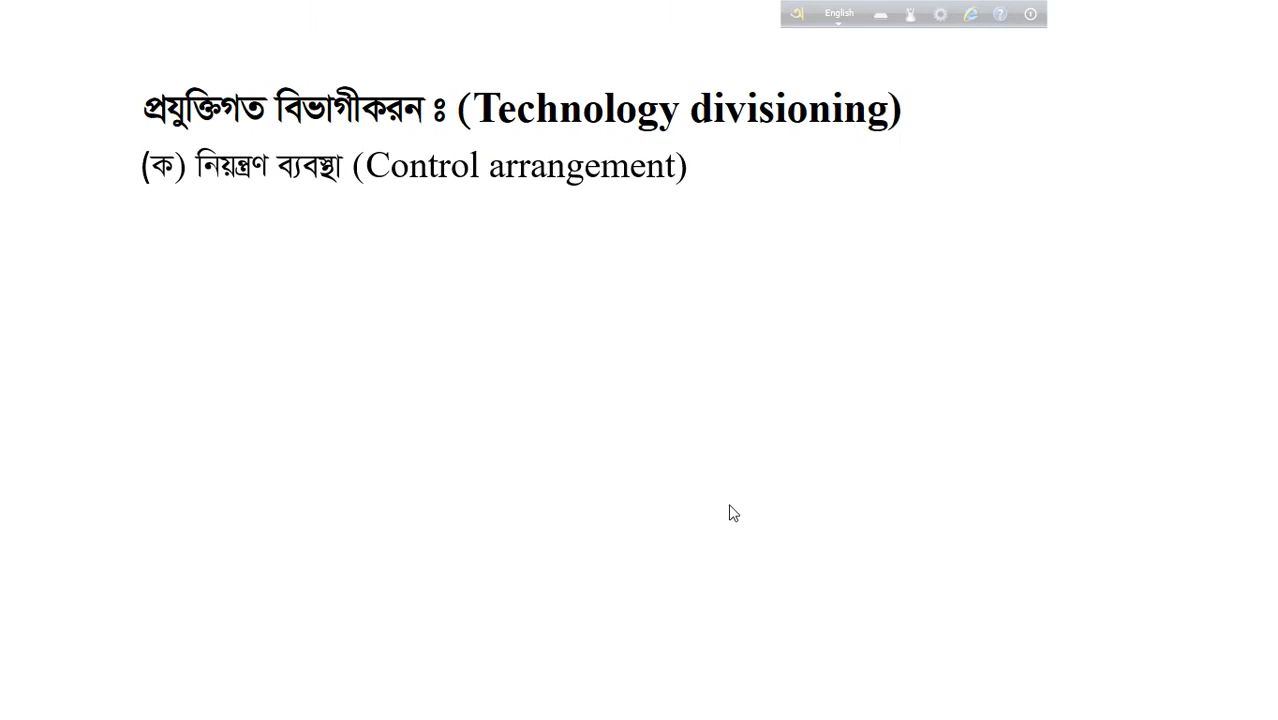 অ English
প্রযুক্তিগত বিভাগীকরন ঃ (Technology divisioning)
(ক) নিয়ন্ত্রণ ব্যবস্থা (Control arrangement)